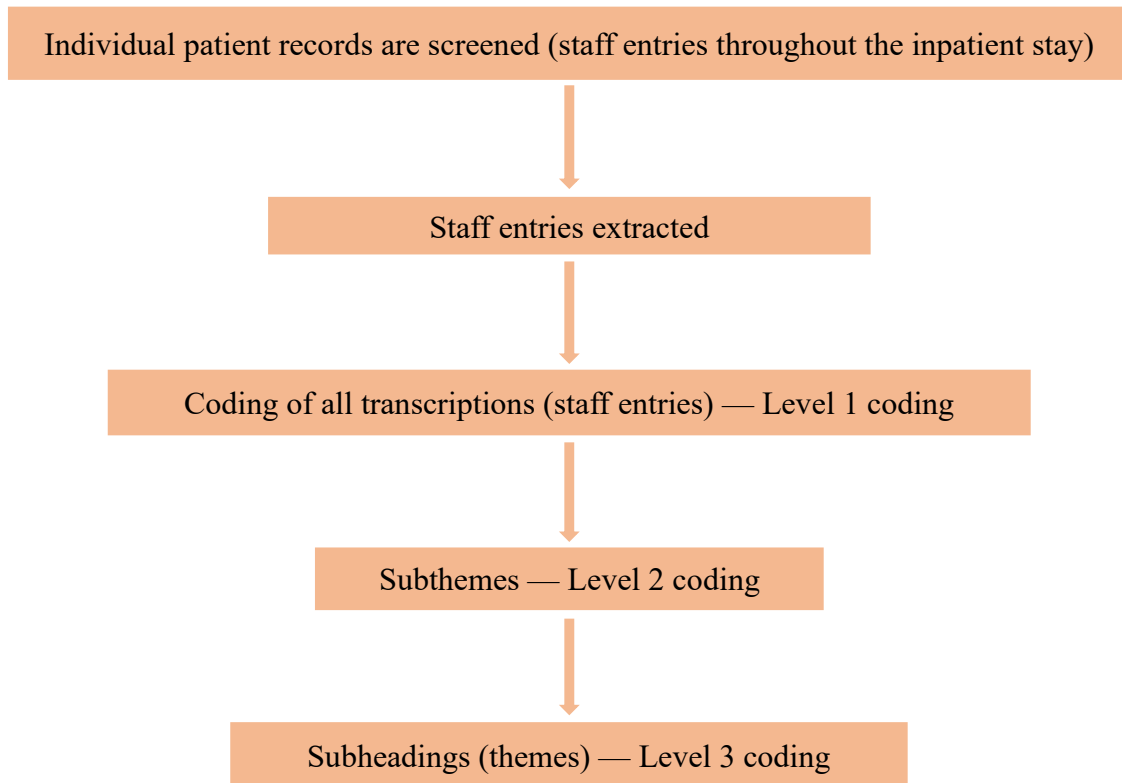 Individual patient records are screened (staff entries throughout the inpatient stay)
Staff entries extracted
Coding of all transcriptions (staff entries) — Level 1 coding
Subthemes — Level 2 coding
Subheadings (themes) — Level 3 coding